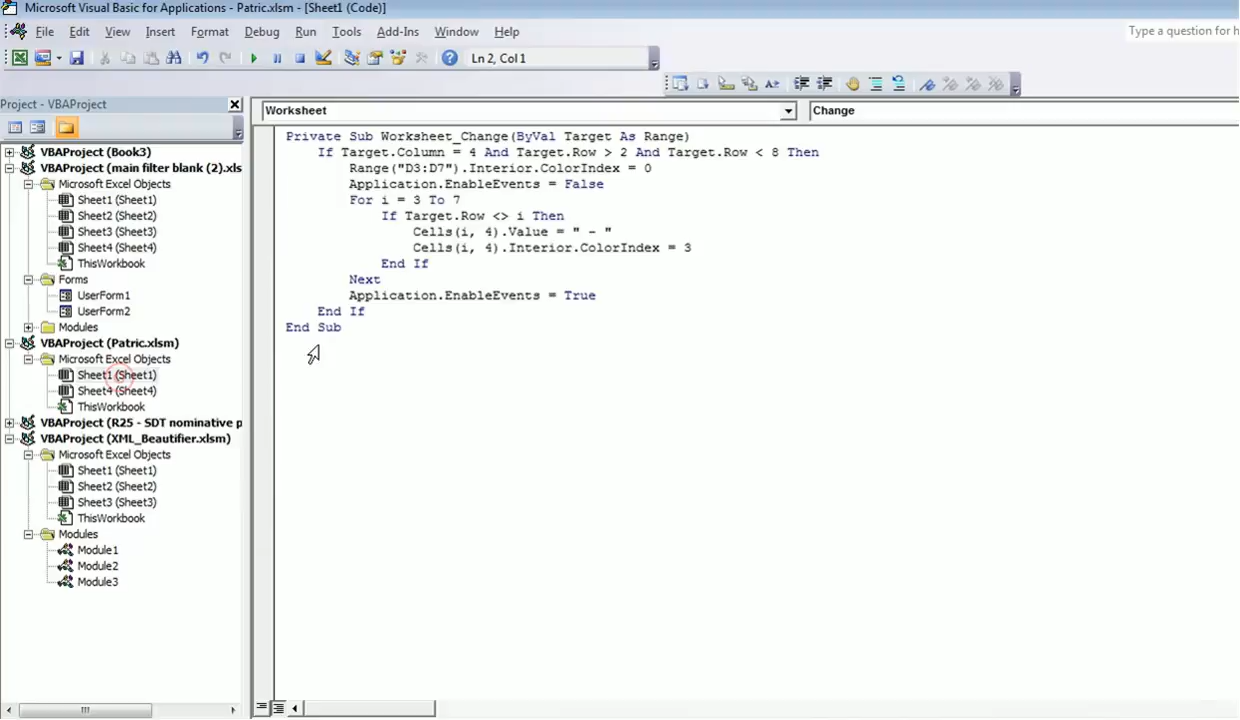 Microsoft Visual Basic for Applications - Patric.xlsm - [Sheet1 (Code)]
File Edit View Insert Format Debug Run Tools Add-Ins Window Help
Type a question for h
Ln 2, Col 1
Project - VBAProject
Worksheet
Change
VBAProject (Book3)
VBAProject (main filter blank (2).xls
Microsoft Excel Objects
Sheet1 (Sheet1)
Sheet2 (Sheet2)
Sheet3 (Sheet3)
Sheet4 (Sheet4)
ThisWorkbook
Forms
UserForm1
UserForm2
Modules
VBAProject (Patric.xlsm)
Microsoft Excel Objects
Sheet1 (Sheet1)
Sheet4 (Sheet4)
ThisWorkbook
VBAProject (R25 - SDT nominative p
VBAProject (XML_Beautifier.xlsm)
Microsoft Excel Objects
Sheet1 (Sheet1)
Sheet2 (Sheet2)
Sheet3 (Sheet3)
ThisWorkbook
Modules
Module1
Module2
Module3
Private Sub Worksheet_Change(ByVal Target As Range)
If Target.Column = 4 And Target.Row > 2 And Target.Row < 8 Then
Range("D3:D7").Interior.ColorIndex = 0
Application.EnableEvents = False
For i = 3 To 7
If Target.Row <> i Then
Cells(i, 4).Value = " - "
Cells(i, 4).Interior.ColorIndex = 3
End If
Next
Application.EnableEvents = True
End If
End Sub